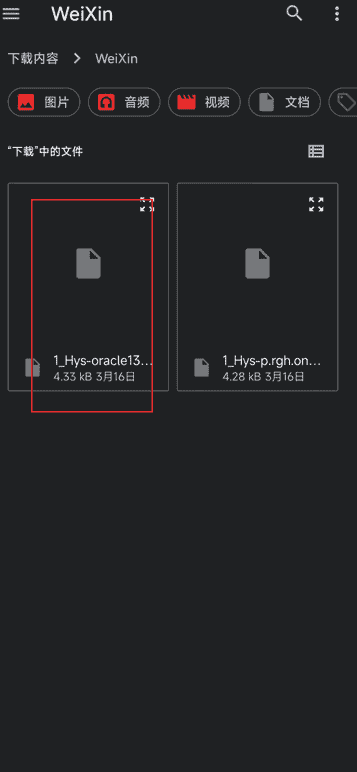 WeiXin
下载内容 > WeiXin
图片 音频 视频 文档
“下载”中的文件
1_Hys-oracle13...
4.33 kB 3月16日
1_Hys-p.rgh.on...
4.28 kB 3月16日